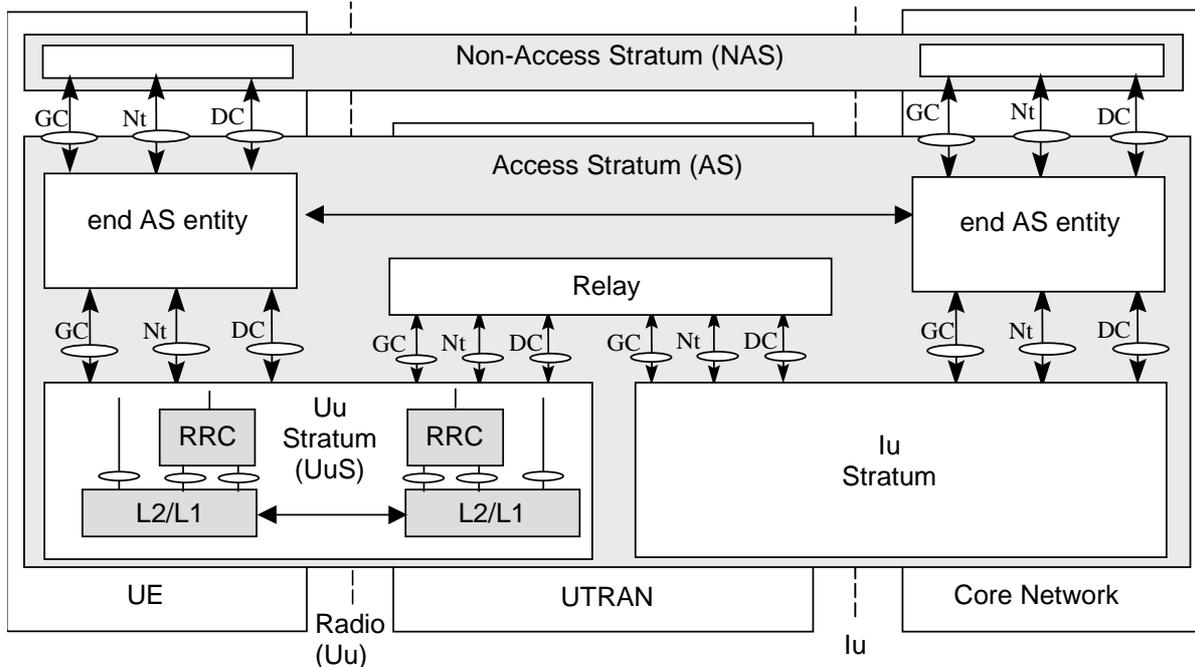 Non-Access Stratum (NAS)
GC Nt DC
GC Nt DC
Access Stratum (AS)
end AS entity
end AS entity
Relay
GC Nt DC
GC Nt DC
GC Nt DC
GC Nt DC
RRC
Uu
Stratum
(UuS)
RRC
L2/L1
L2/L1
Iu
Stratum
UE
UTRAN
Core Network
Radio
(Uu)
Iu